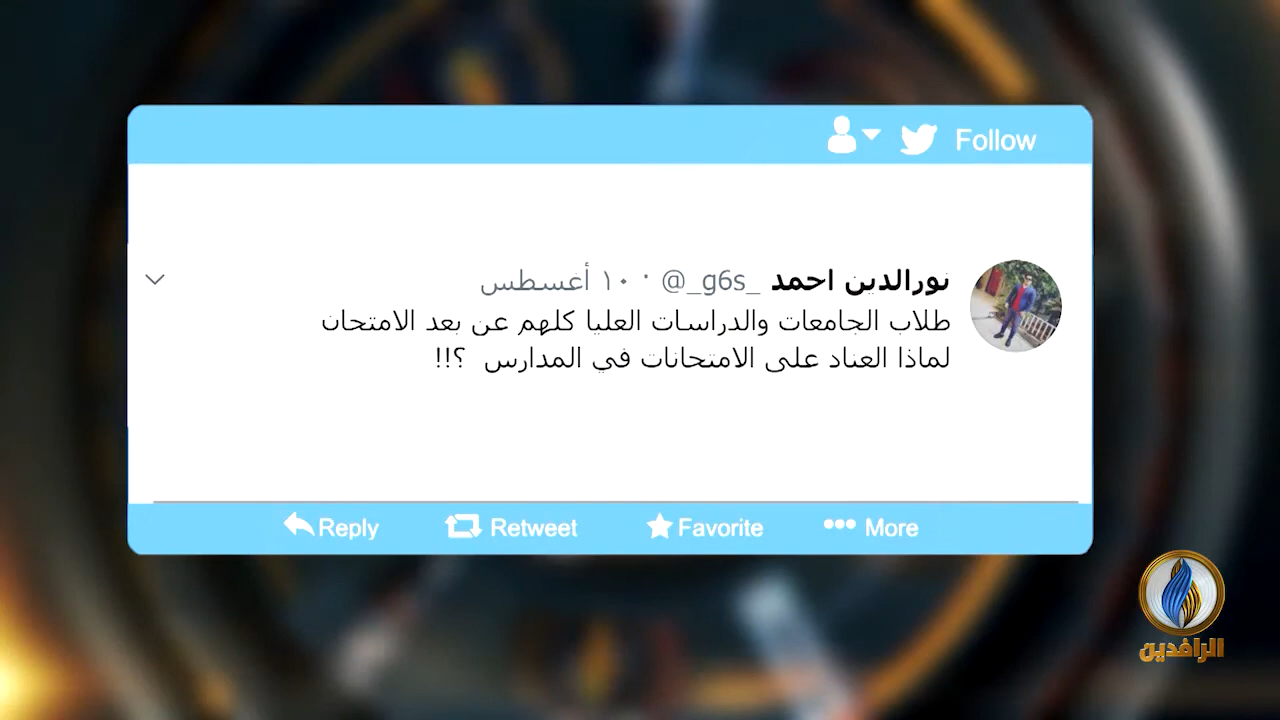 Follow
نورالدين احمد @_g6s_ · ١٠ أغسطس
طلاب الجامعات والدراسات العليا كلهم عن بعد الامتحان
لماذا العناد على الامتحانات في المدارس ؟!!
Reply Retweet Favorite More
الرافدين